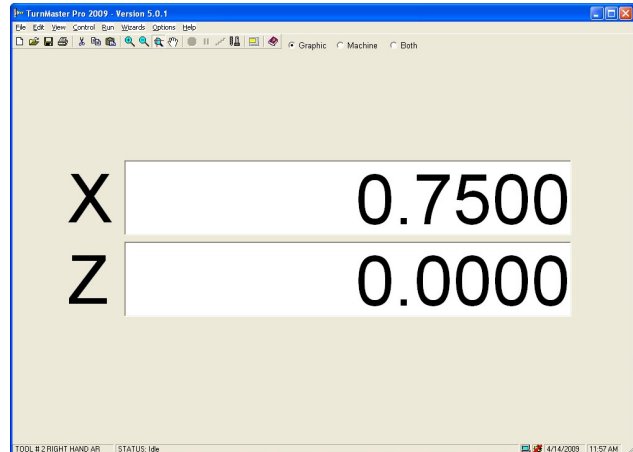 TurnMaster Pro 2009 - Version 5.0.1
File Edit View Control Run Wizards Options Help
Graphic Machine Both
X 0.7500
Z 0.0000
TOOL # 2 RIGHT HAND AR STATUS: Idle 4/14/2009 11:57 AM